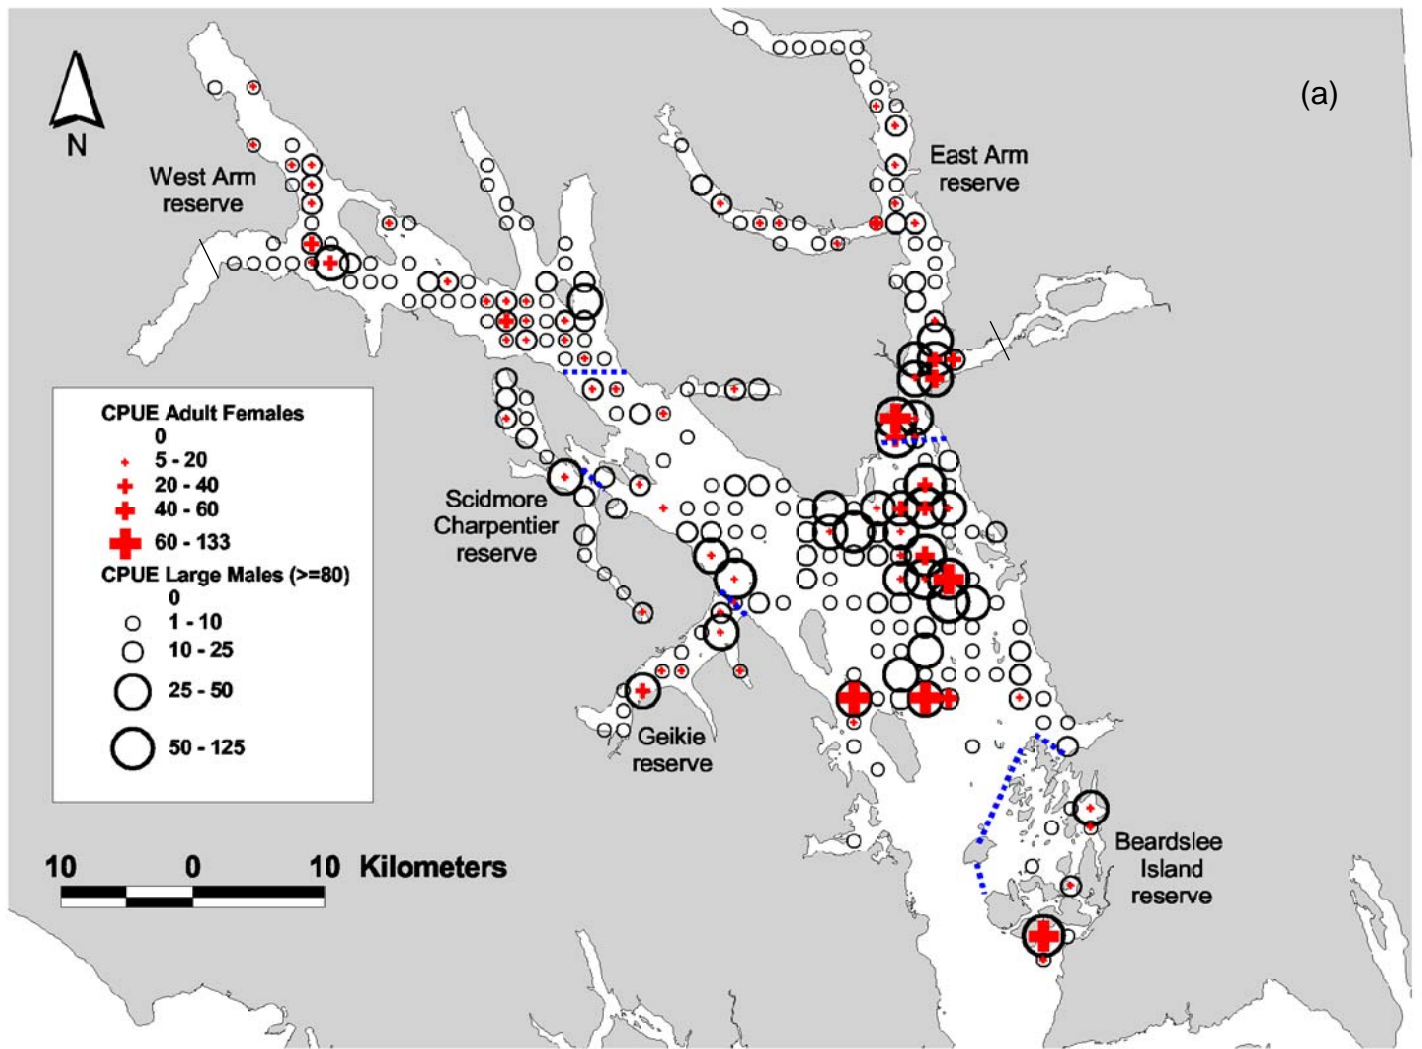 (a)
N
West Arm
reserve
East Arm
reserve
CPUE Adult Females
0
5 - 20
20 - 40
40 - 60
60 - 133
CPUE Large Males (>=80)
0
1 - 10
10 - 25
25 - 50
50 - 125
Scidmore
Charpentier
reserve
Geikie
reserve
Beardslee
Island
reserve
10 0 10 Kilometers